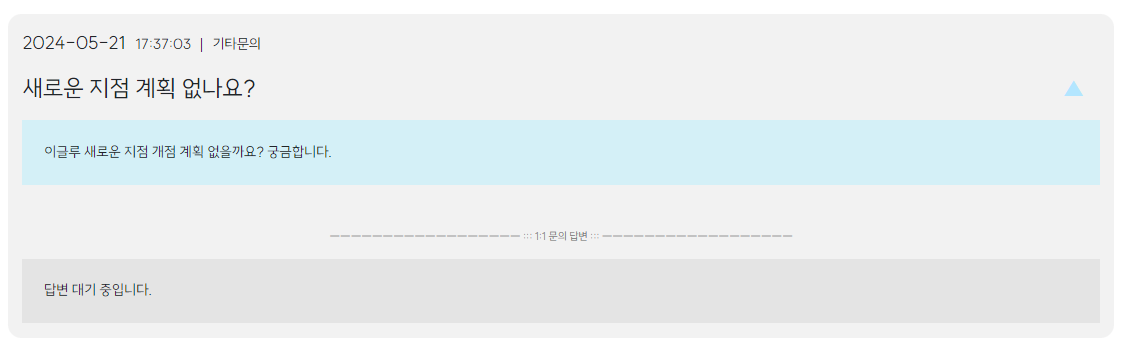 2024-05-21 17:37:03 | 기타문의
새로운 지점 계획 없나요?
이글루 새로운 지점 개점 계획 없을까요? 궁금합니다.
ㅡㅡㅡㅡㅡㅡㅡㅡㅡㅡㅡㅡㅡㅡㅡㅡㅡㅡ ::: 1:1 문의 답변 ::: ㅡㅡㅡㅡㅡㅡㅡㅡㅡㅡㅡㅡㅡㅡㅡㅡㅡㅡ
답변 대기 중입니다.